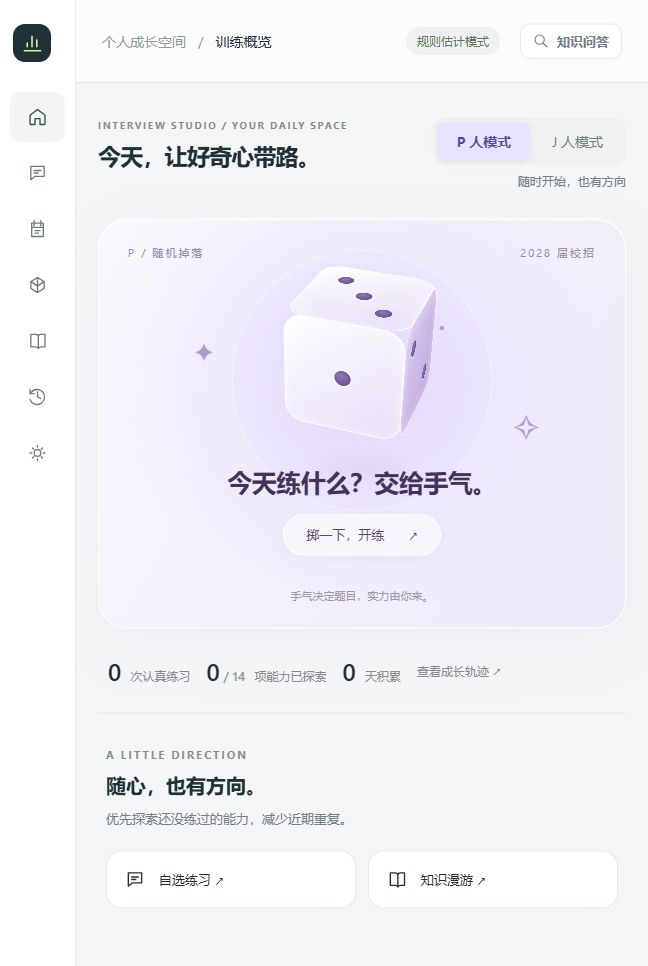 个人成长空间 / 训练概览
规则估计模式
知识问答
INTERVIEW STUDIO / YOUR DAILY SPACE
今天，让好奇心带路。
P 人模式
J 人模式
随时开始，也有方向
P / 随机掉落
2028 届校招
今天练什么？交给手气。
掷一下，开练 ↗
手气决定题目，实力由你来。
0 次认真练习 0 / 14 项能力已探索 0 天积累 查看成长轨迹 ↗
A LITTLE DIRECTION
随心，也有方向。
优先探索还没练过的能力，减少近期重复。
自选练习 ↗
知识漫游 ↗